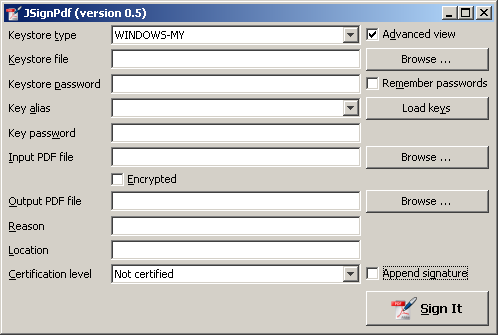 JSignPdf (version 0.5)
Keystore type WINDOWS-MY Advanced view
Keystore file Browse ...
Keystore password Remember passwords
Key alias Load keys
Key password
Input PDF file Browse ...
Encrypted
Output PDF file Browse ...
Reason
Location
Certification level Not certified Append signature
Sign It